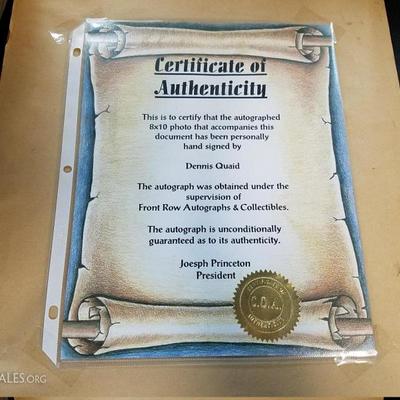 Certificate of
Authenticity
This is to certify that the autographed
8x10 photo that accompanies this
document has been personally
hand signed by
Dennis Quaid
The autograph was obtained under the
supervision of
Front Row Autographs & Collectibles.
The autograph is unconditionally
guaranteed as to its authenticity.
Joesph Princeton
President
C.O.A.
ALES.ORG